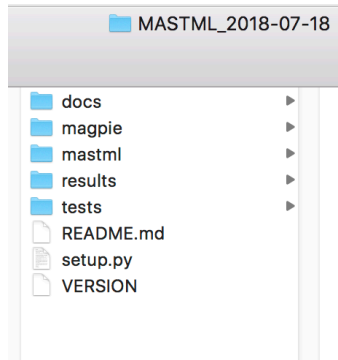 MASTML_2018-07-18
docs
magpie
mastml
results
tests
README.md
setup.py
VERSION